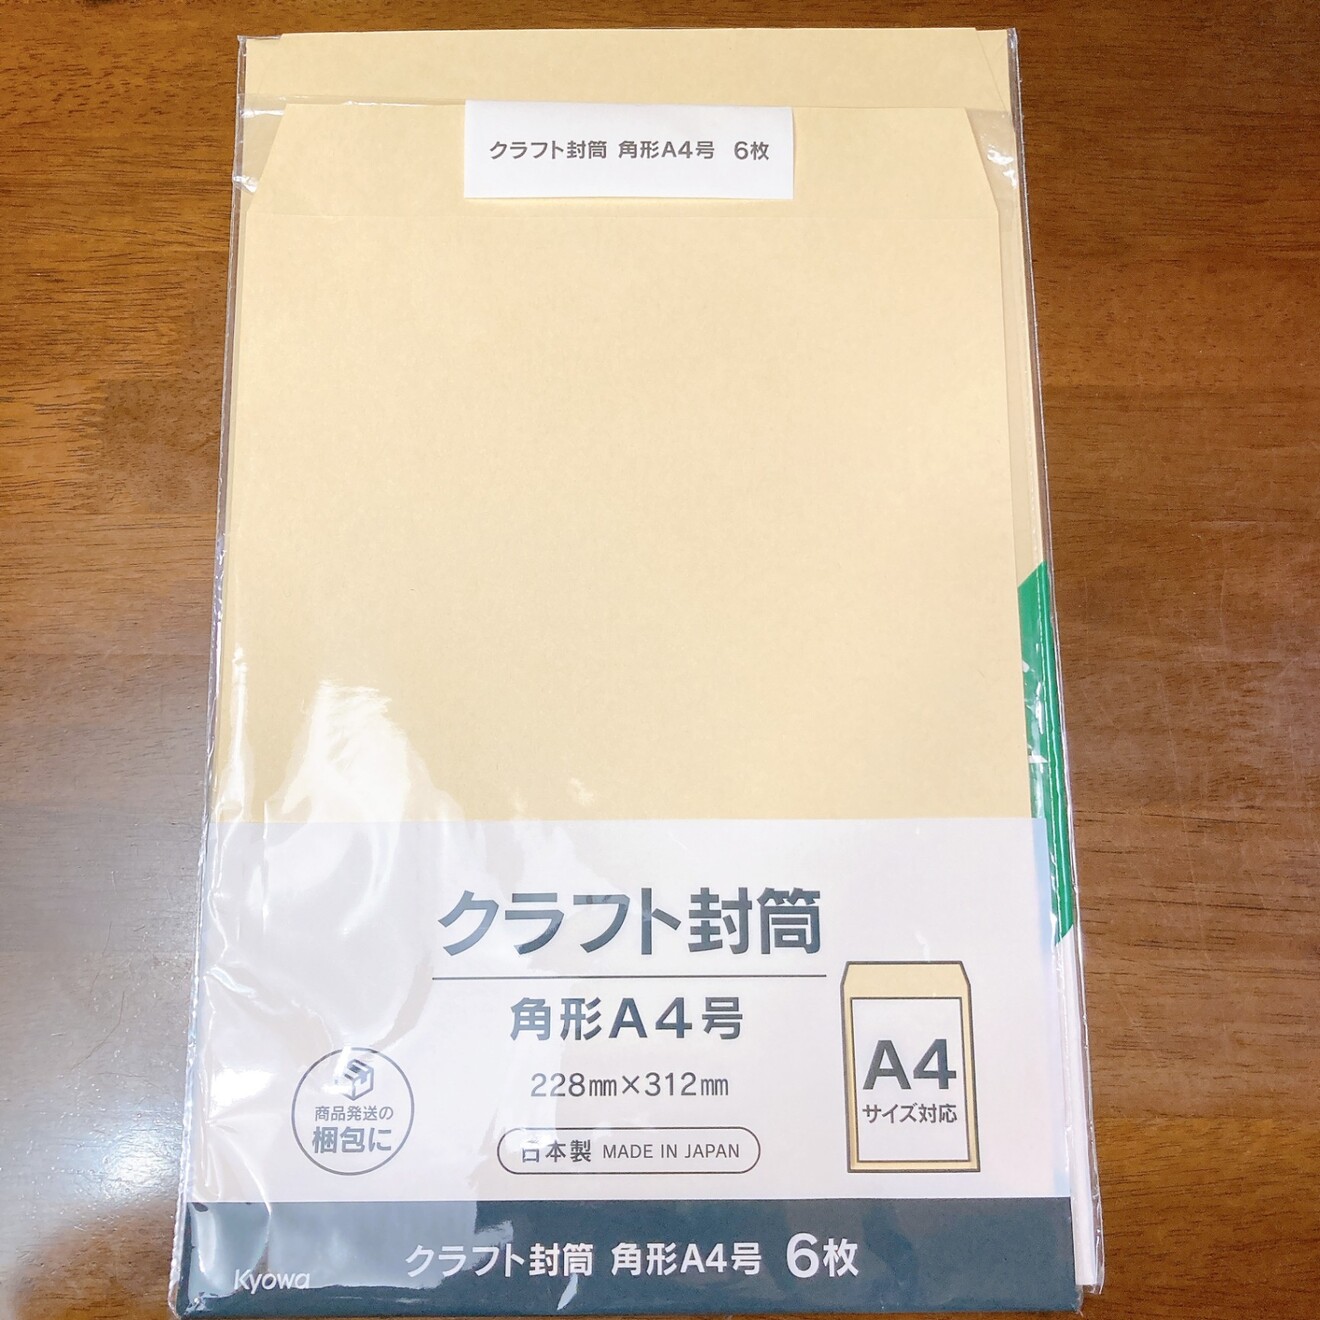 クラフト封筒 角形A4号 6枚
クラフト封筒
角形A4号
228㎜×312㎜
日本製 MADE IN JAPAN
商品発送の
梱包に
A4
サイズ対応
クラフト封筒 角形A4号 6枚
Kyowa